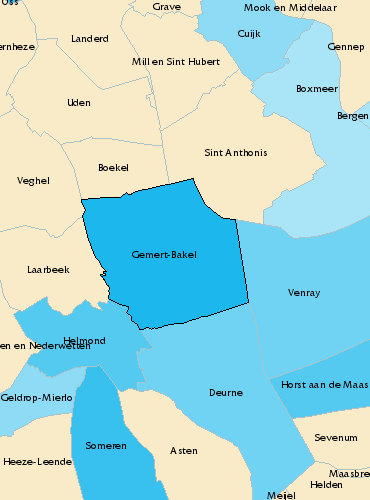 Oss
Grave
Mook en Middelaar
Cuijk
Landerd
ernheze
Gennep
Mill en Sint Hubert
Boxmeer
Uden
Bergen
Sint Anthonis
Boekel
Veghel
Gemert-Bakel
Laarbeek
Venray
Helmond
en en Nederwetten
Horst aan de Maas
Deurne
Geldrop-Mierlo
Sevenum
Someren
Asten
Heeze-Leende
Maasbre
Helden
Meijel